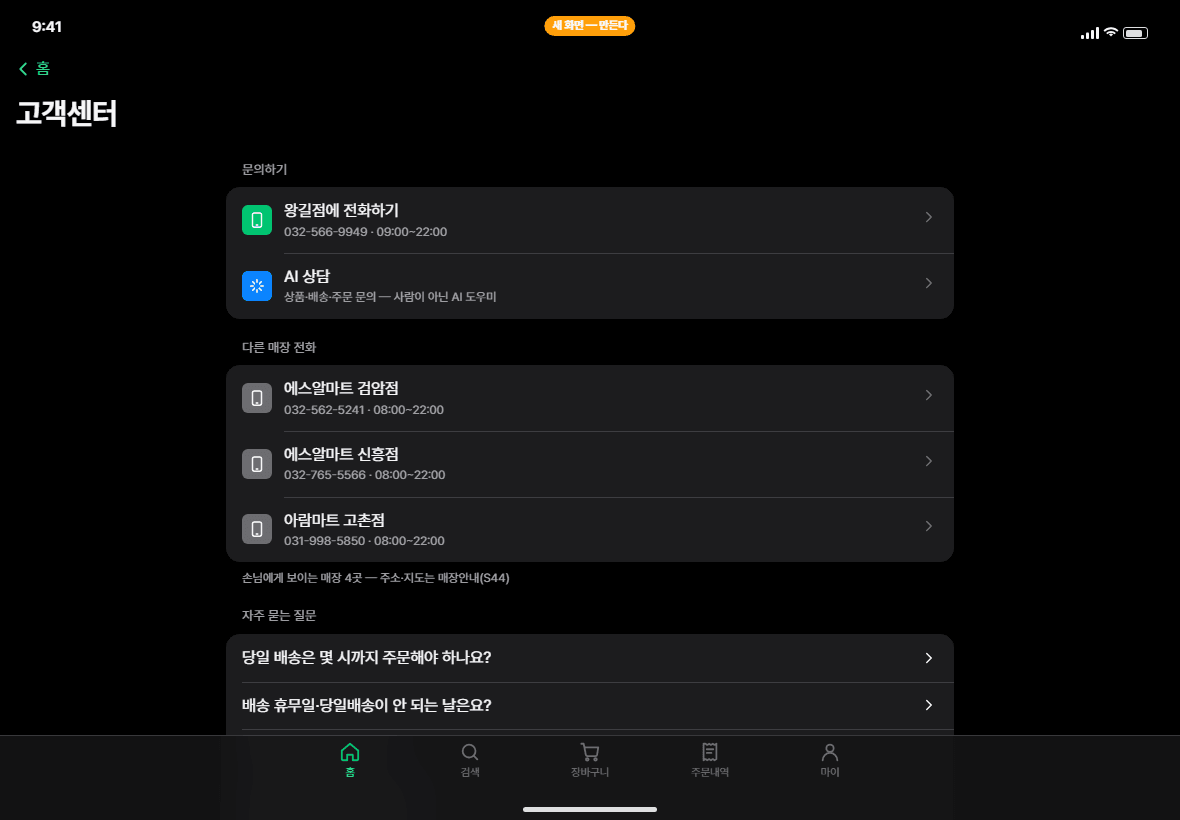 9:41
새 화면 — 만든다
홈
고객센터
문의하기
왕길점에 전화하기
032-566-9949 · 09:00~22:00
AI 상담
상품·배송·주문 문의 — 사람이 아닌 AI 도우미
다른 매장 전화
에스알마트 검암점
032-562-5241 · 08:00~22:00
에스알마트 신흥점
032-765-5566 · 08:00~22:00
아람마트 고촌점
031-998-5850 · 08:00~22:00
손님에게 보이는 매장 4곳 — 주소·지도는 매장안내(S44)
자주 묻는 질문
당일 배송은 몇 시까지 주문해야 하나요?
배송 휴무일·당일배송이 안 되는 날은요?
홈
검색
장바구니
주문내역
마이